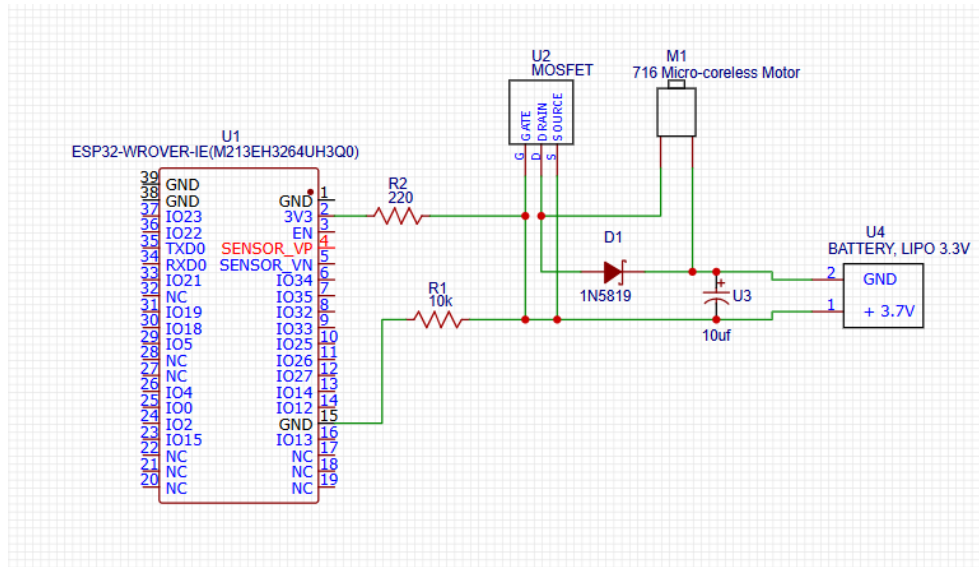 U2
MOSFET
GATE
DRAIN
SOURCE
G
D
S
M1
716 Micro-coreless Motor
U1
ESP32-WROVER-IE(M213EH3264UH3Q0)
39 GND
38 GND
37 IO23
36 IO22
35 TXD0
34 RXD0
33 IO21
32 NC
31 IO19
30 IO18
29 IO5
28 NC
27 NC
26 IO4
25 IO0
24 IO2
23 IO15
22 NC
21 NC
20 NC
GND 1
3V3 2
EN 3
SENSOR_VP 4
SENSOR_VN 5
IO34 6
IO35 7
IO32 8
IO33 9
IO25 10
IO26 11
IO27 12
IO14 13
IO12 14
GND 15
IO13 16
NC 17
NC 18
NC 19
R2
220
R1
10k
D1
1N5819
+
U3
10uf
U4
BATTERY, LIPO 3.3V
2 GND
1 + 3.7V